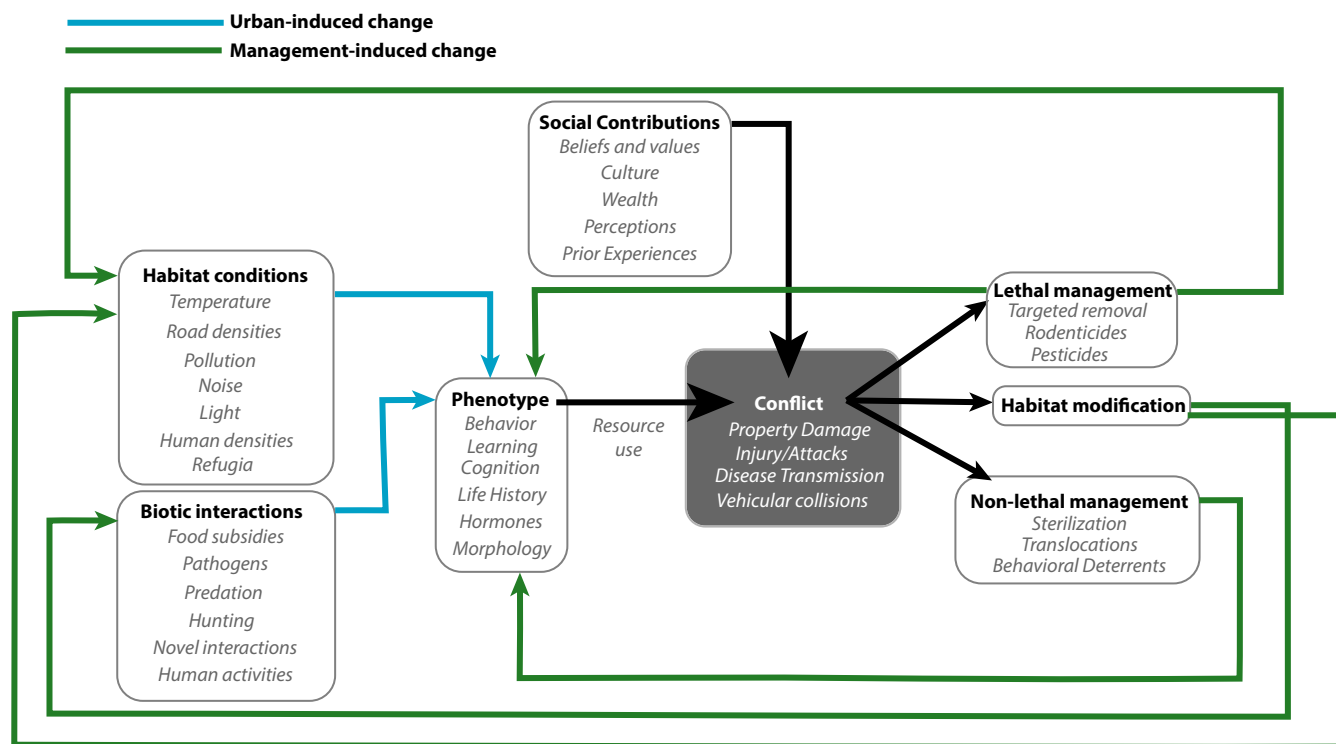 Urban-induced change
Management-induced change
Social Contributions
Beliefs and values
Culture
Wealth
Perceptions
Prior Experiences
Habitat conditions
Temperature
Road densities
Pollution
Noise
Light
Human densities
Refugia
Biotic interactions
Food subsidies
Pathogens
Predation
Hunting
Novel interactions
Human activities
Phenotype
Behavior
Learning
Cognition
Life History
Hormones
Morphology
Resource
use
Conflict
Property Damage
Injury/Attacks
Disease Transmission
Vehicular collisions
Lethal management
Targeted removal
Rodenticides
Pesticides
Habitat modification
Non-lethal management
Sterilization
Translocations
Behavioral Deterrents